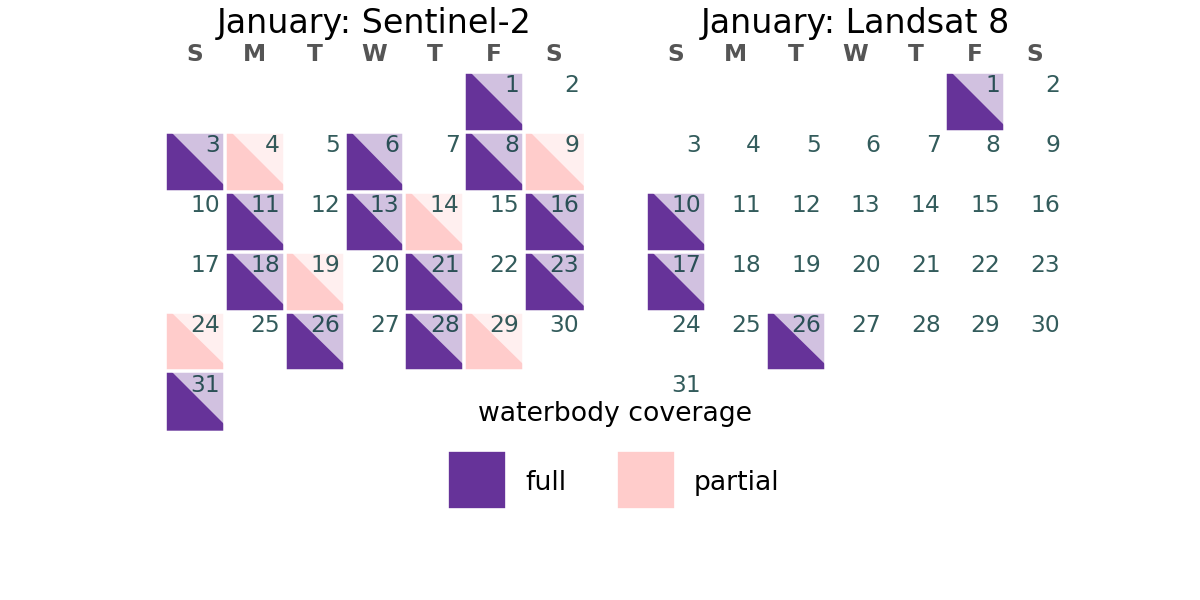 January: Sentinel-2
S M T W T F S
1 2
3 4 5 6 7 8 9
10 11 12 13 14 15 16
17 18 19 20 21 22 23
24 25 26 27 28 29 30
31
January: Landsat 8
S M T W T F S
1 2
3 4 5 6 7 8 9
10 11 12 13 14 15 16
17 18 19 20 21 22 23
24 25 26 27 28 29 30
31
waterbody coverage
full partial